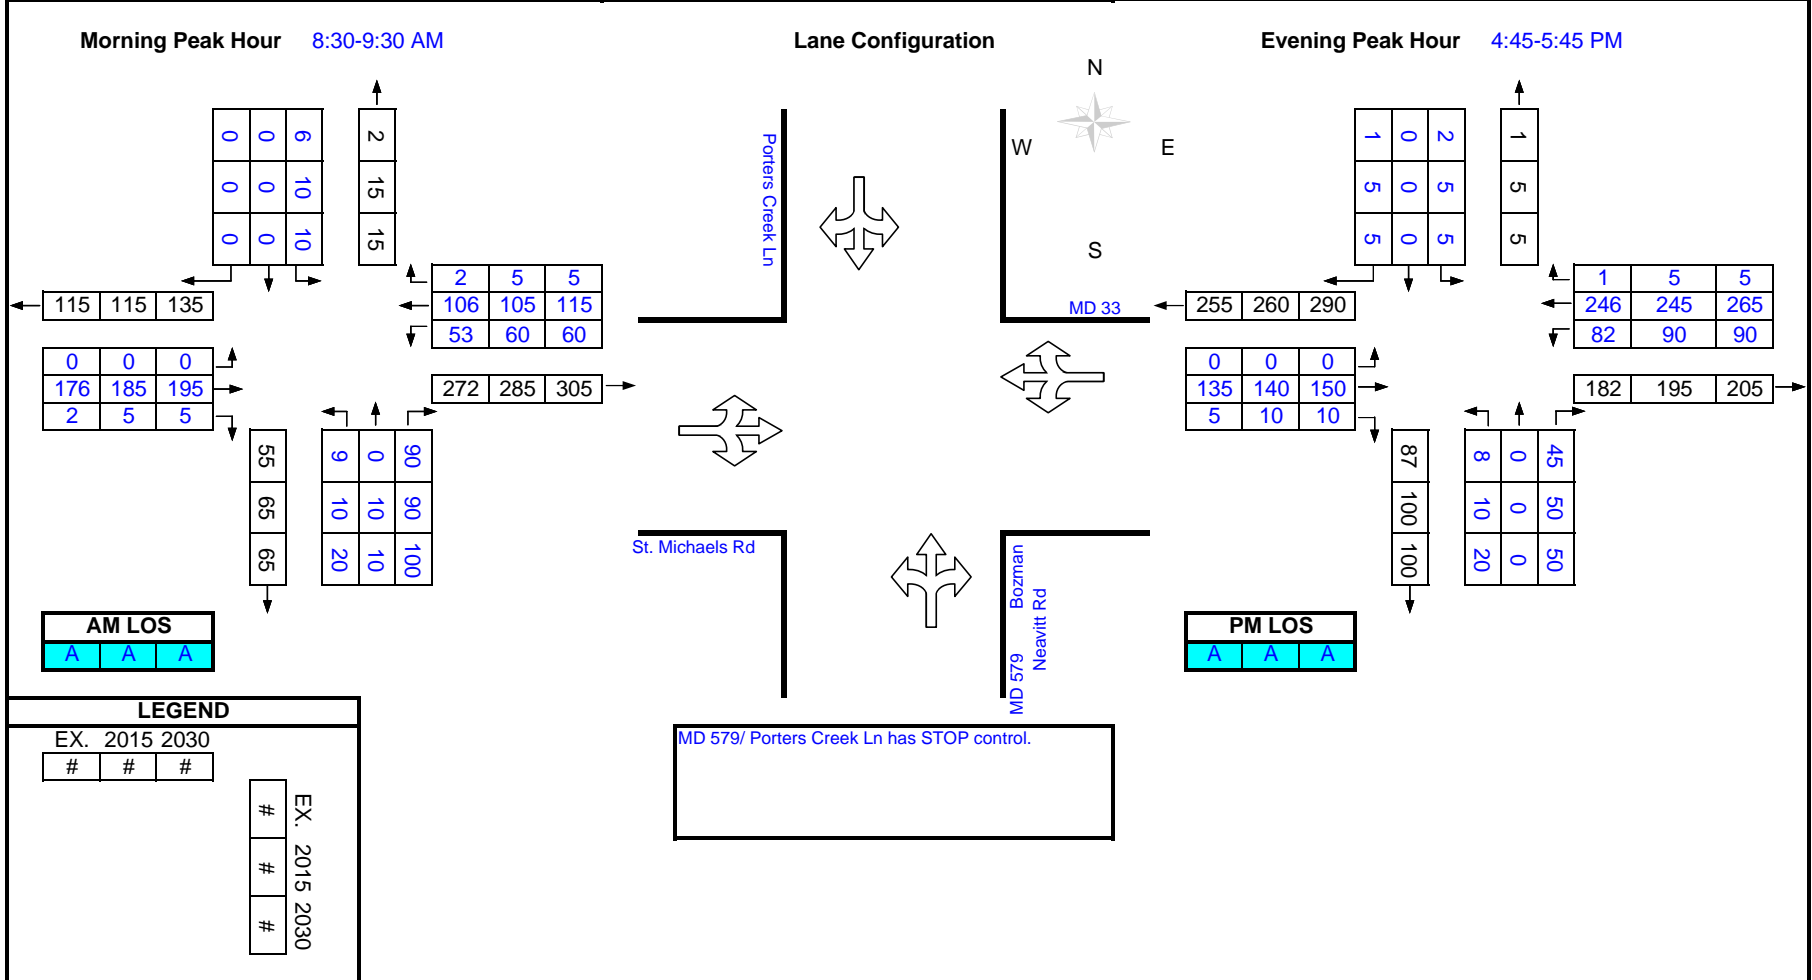 Morning Peak Hour 8:30-9:30 AM
Lane Configuration
Evening Peak Hour 4:45-5:45 PM
N
W
E
S
0 0 6 2
0 0 10 15
0 0 10 15
2 5 5
115 115 135
106 105 115
53 60 60
0 0 0
176 185 195
272 285 305
2 5 5
55 9 0 90
65 10 10 90
65 20 10 100
AM LOS
A A A
Porters Creek Ln
MD 33
St. Michaels Rd
MD 579 Bozman
Neavitt Rd
1 0 2 1
5 0 5 5
5 0 5 5
1 5 5
255 260 290
246 245 265
82 90 90
0 0 0
135 140 150
182 195 205
5 10 10
87 8 0 45
100 10 0 50
100 20 0 50
PM LOS
A A A
LEGEND
EX. 2015 2030
# # #
EX. 2015 2030
# # #
MD 579/ Porters Creek Ln has STOP control.